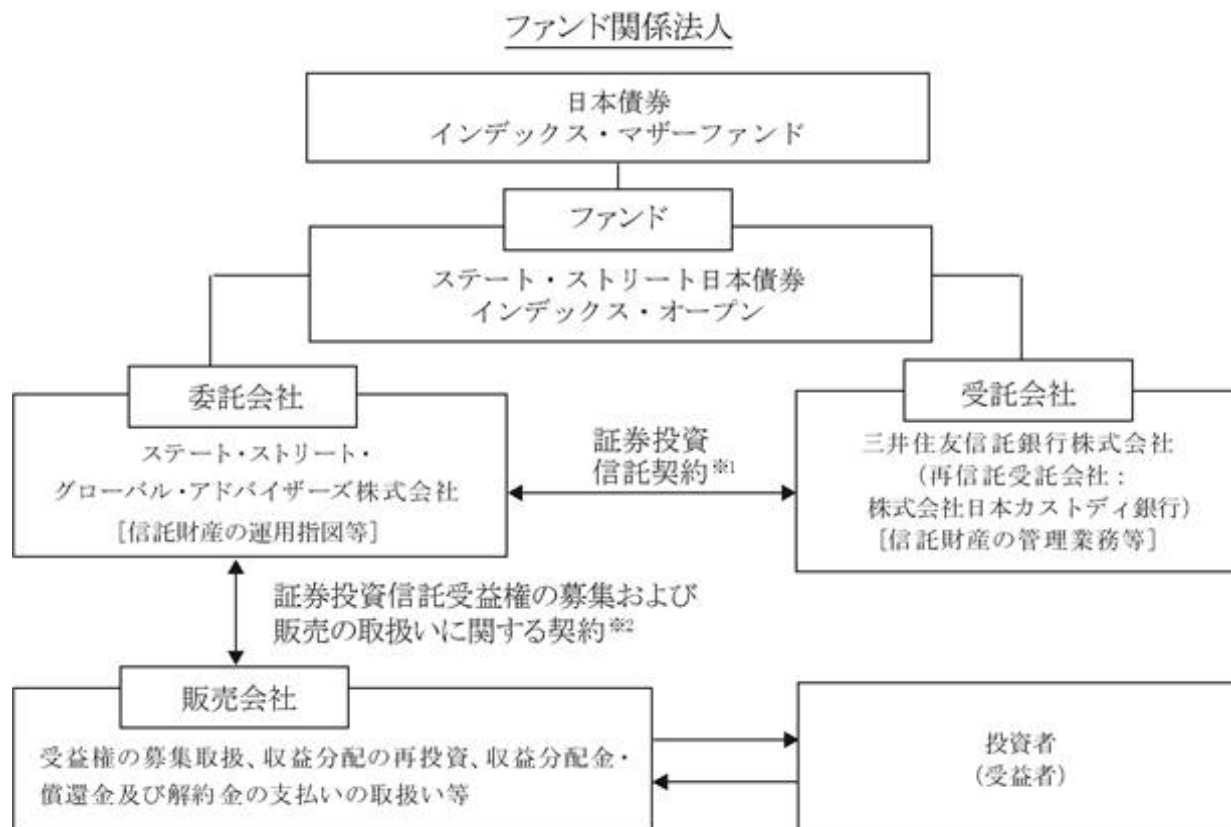 ファンド関係法人
日本債券
インデックス・マザーファンド
ファンド
ステート・ストリート日本債券
インデックス・オープン
委託会社
ステート・ストリート・
グローバル・アドバイザーズ株式会社
[信託財産の運用指図等]
証券投資
信託契約※1
受託会社
三井住友信託銀行株式会社
(再信託受託会社:
株式会社日本カストディ銀行)
[信託財産の管理業務等]
証券投資信託受益権の募集および
販売の取扱いに関する契約※2
販売会社
受益権の募集取扱、収益分配の再投資、収益分配金・
償還金及び解約金の支払いの取扱い等
投資者
(受益者)